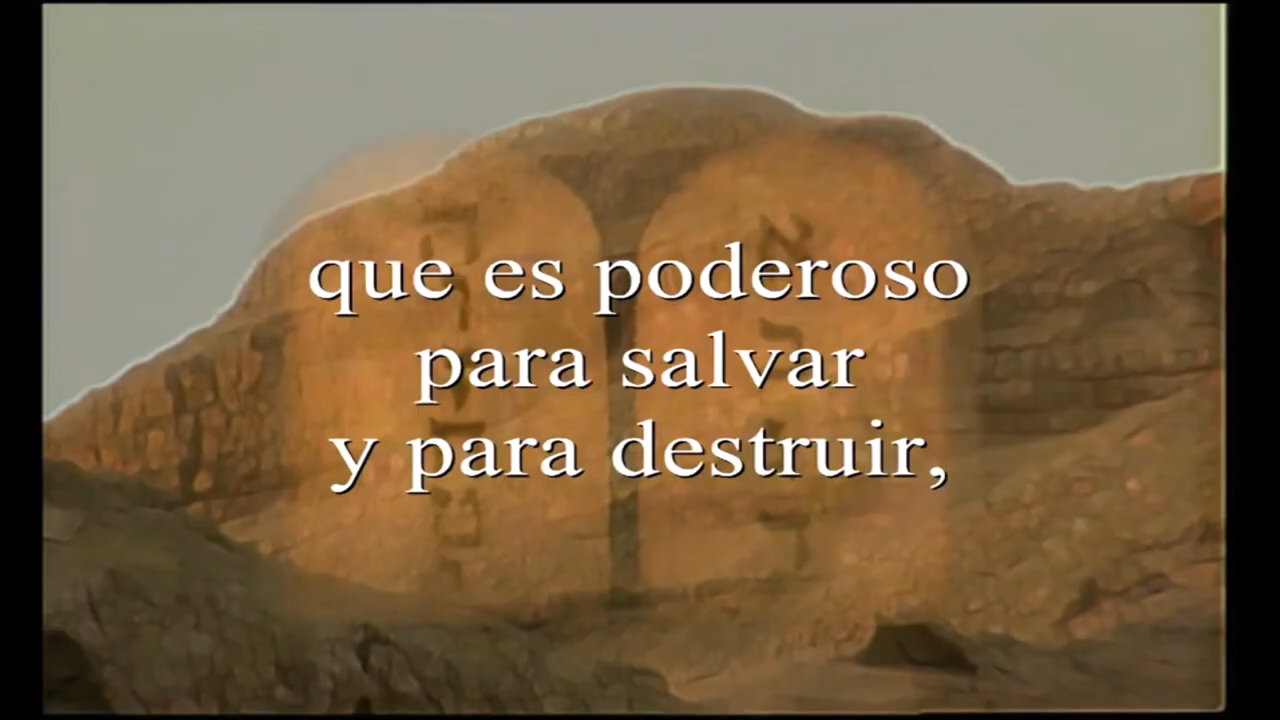 que es poderoso
para salvar
y para destruir,